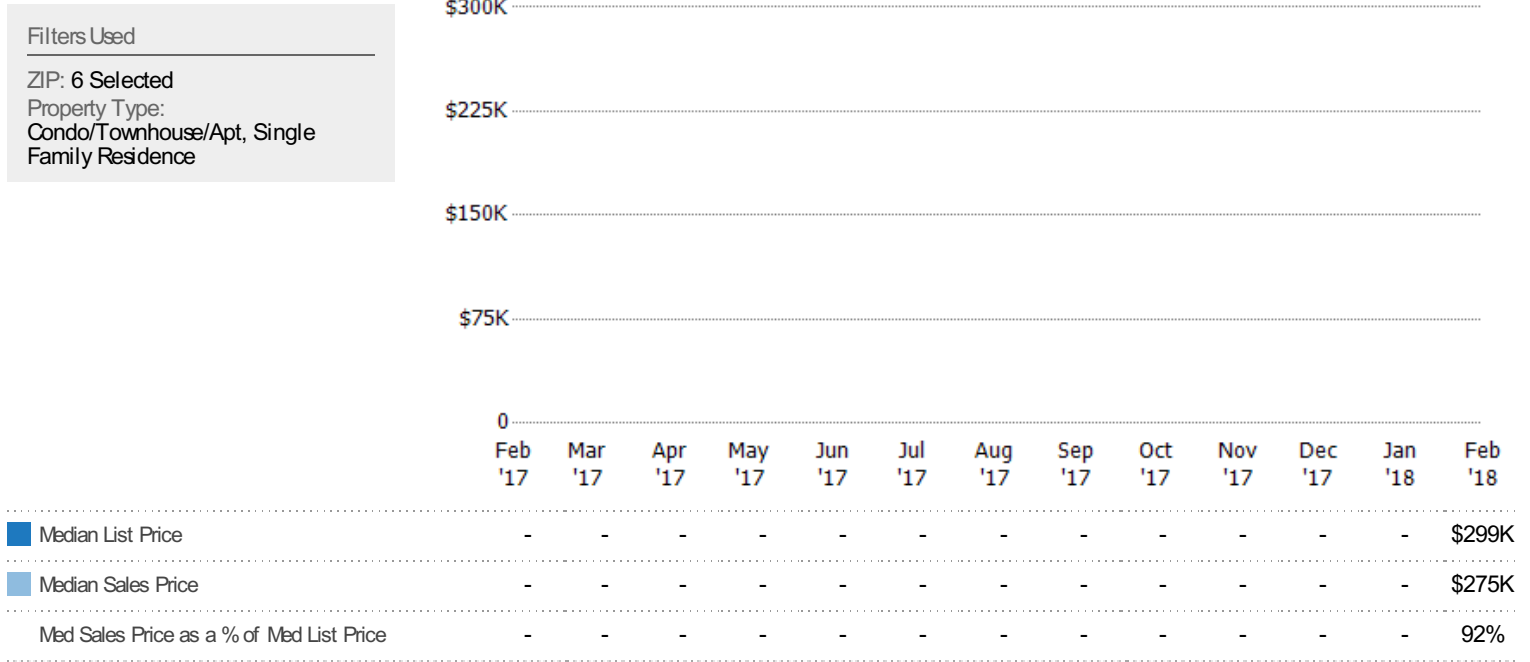 Filters Used
ZIP: 6 Selected
Property Type:
Condo/Townhouse/Apt, Single
Family Residence
$300K
$225K
$150K
$75K
0
Feb Mar Apr May Jun Jul Aug Sep Oct Nov Dec Jan Feb
'17 '17 '17 '17 '17 '17 '17 '17 '17 '17 '17 '18 '18
Median List Price - - - - - - - - - - - - $299K
Median Sales Price - - - - - - - - - - - - $275K
Med Sales Price as a % of Med List Price - - - - - - - - - - - - 92%